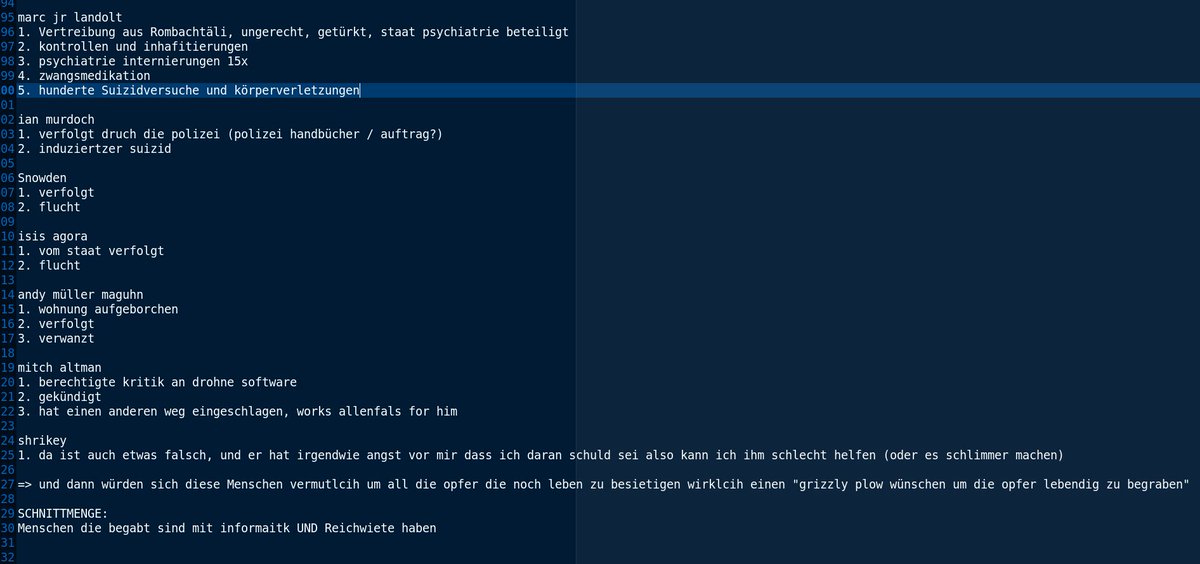 94
95 marc jr landolt
96 1. Vertreibung aus Rombachtäli, ungerecht, getürkt, staat psychiatrie beteiligt
97 2. kontrollen und inhafitierungen
98 3. psychiatrie internierungen 15x
99 4. zwangsmedikation
00 5. hunderte Suizidversuche und körperverletzungen
01
02 ian murdoch
03 1. verfolgt druch die polizei (polizei handbücher / auftrag?)
04 2. induziertzer suizid
05
06 Snowden
07 1. verfolgt
08 2. flucht
09
10 isis agora
11 1. vom staat verfolgt
12 2. flucht
13
14 andy müller maguhn
15 1. wohnung aufgeborchen
16 2. verfolgt
17 3. verwanzt
18
19 mitch altman
20 1. berechtigte kritik an drohne software
21 2. gekündigt
22 3. hat einen anderen weg eingeschlagen, works allenfals for him
23
24 shrikey
25 1. da ist auch etwas falsch, und er hat irgendwie angst vor mir dass ich daran schuld sei also kann ich ihm schlecht helfen (oder es schlimmer machen)
26
27 => und dann würden sich diese Menschen vermutlcih um all die opfer die noch leben zu besietigen wirklcih einen "grizzly plow wünschen um die opfer lebendig zu begraben"
28
29 SCHNITTMENGE:
30 Menschen die begabt sind mit informaitk UND Reichwiete haben
31
32